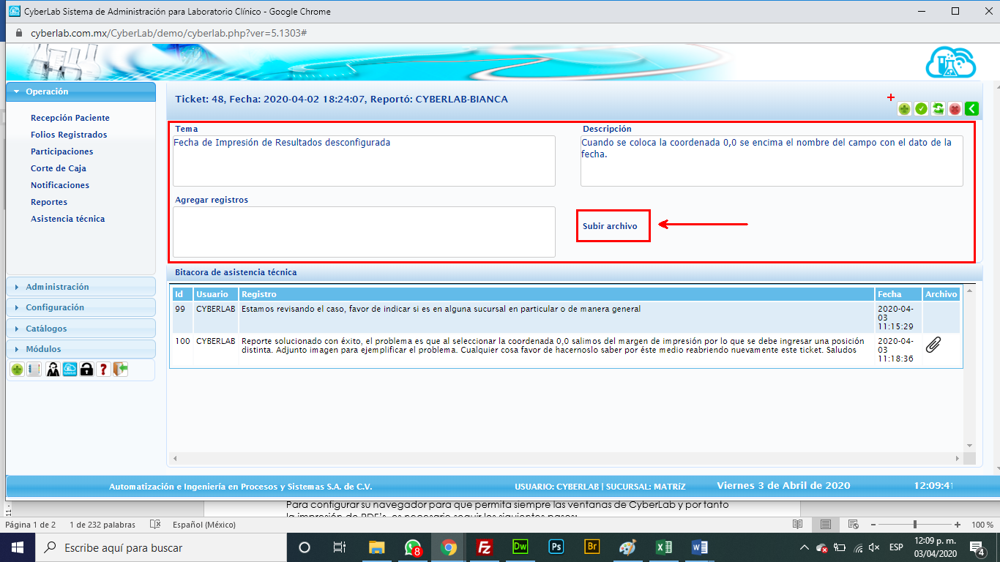 CyberLab Sistema de Administración para Laboratorio Clínico - Google Chrome
cyberlab.com.mx/CyberLab/demo/cyberlab.php?ver=5.1303#
Operación
Recepción Paciente
Folios Registrados
Participaciones
Corte de Caja
Notificaciones
Reportes
Asistencia técnica
Administración
Configuración
Catálogos
Módulos
Ticket: 48, Fecha: 2020-04-02 18:24:07, Reportó: CYBERLAB-BIANCA
Tema
Fecha de Impresión de Resultados desconfigurada
Descripción
Cuando se coloca la coordenada 0,0 se encima el nombre del campo con el dato de la
fecha.
Agregar registros
Subir archivo
Bitacora de asistencia técnica
Id Usuario Registro Fecha Archivo
99 CYBERLAB Estamos revisando el caso, favor de indicar si es en alguna sucursal en particular o de manera general 2020-04-
03
11:15:29
100 CYBERLAB Reporte solucionado con éxito, el problema es que al seleccionar la coordenada 0,0 salimos del margen de impresión por lo que se debe ingresar una posición 2020-04-
distinta. Adjunto imagen para ejemplificar el problema. Cualquier cosa favor de hacernoslo saber por éste medio reabriendo nuevamente este ticket. Saludos 03
11:18:36
Automatización e Ingeniería en Procesos y Sistemas S.A. de C.V. USUARIO: CYBERLAB | SUCURSAL: MATRíZ Viernes 3 de Abril de 2020 12:09:41
Para configurar su navegador para que permita siempre las ventanas de CyberLab y por tanto
la impresión de PDF's, es necesario seguir los siguientes pasos:
11
Página 1 de 2 1 de 232 palabras Español (México) 100 %
Escribe aquí para buscar
8
Fz
Dw
Ps
Br
ESP
12:09 p. m.
03/04/2020
4